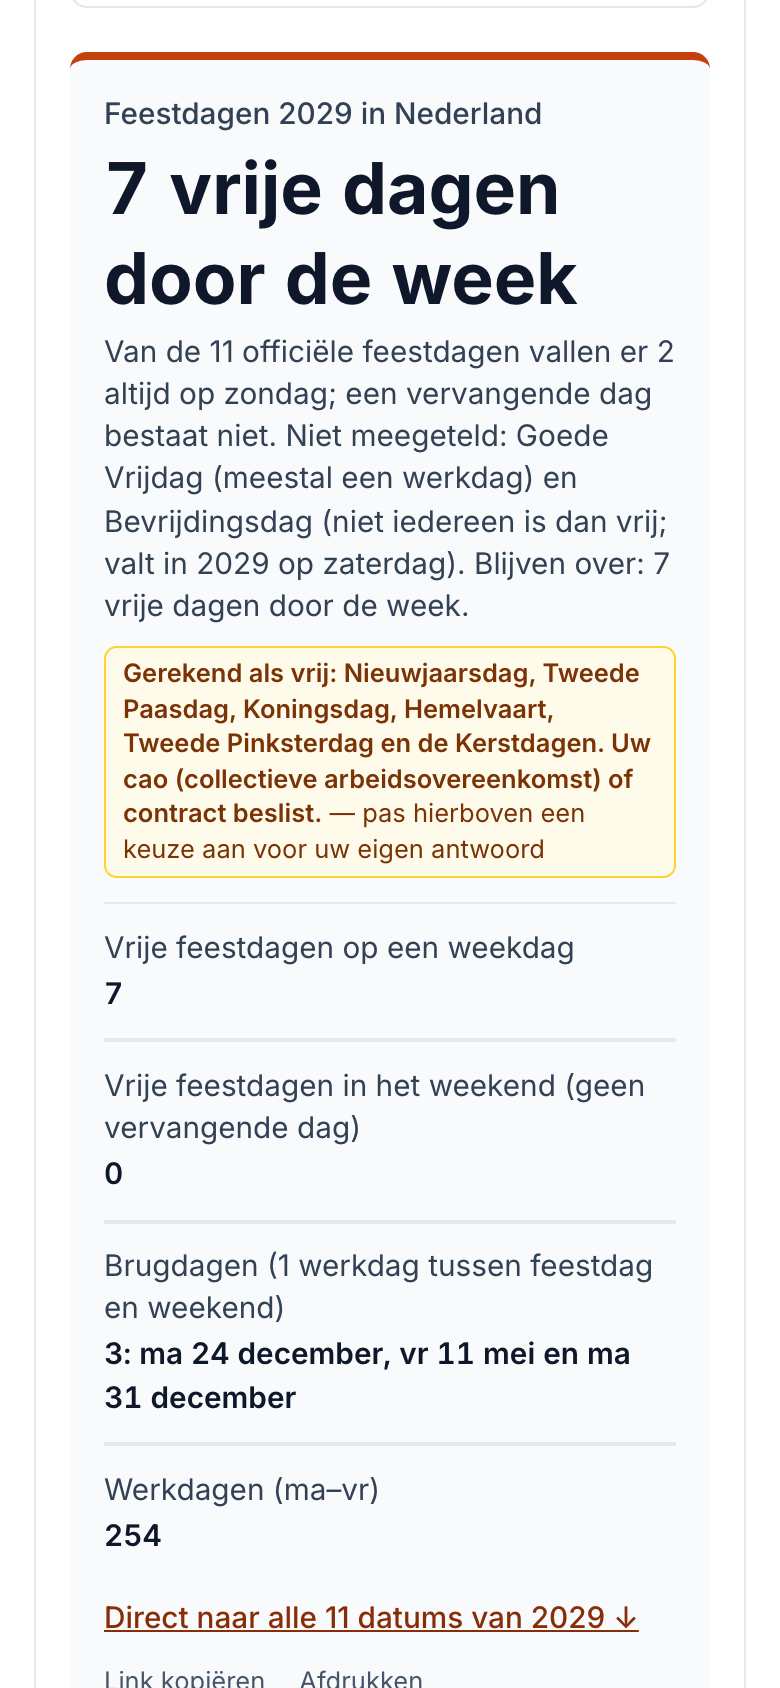 Feestdagen 2029 in Nederland
7 vrije dagen
door de week
Van de 11 officiële feestdagen vallen er 2
altijd op zondag; een vervangende dag
bestaat niet. Niet meegeteld: Goede
Vrijdag (meestal een werkdag) en
Bevrijdingsdag (niet iedereen is dan vrij;
valt in 2029 op zaterdag). Blijven over: 7
vrije dagen door de week.
Gerekend als vrij: Nieuwjaarsdag, Tweede
Paasdag, Koningsdag, Hemelvaart,
Tweede Pinksterdag en de Kerstdagen. Uw
cao (collectieve arbeidsovereenkomst) of
contract beslist. — pas hierboven een
keuze aan voor uw eigen antwoord
Vrije feestdagen op een weekdag
7
Vrije feestdagen in het weekend (geen
vervangende dag)
0
Brugdagen (1 werkdag tussen feestdag
en weekend)
3: ma 24 december, vr 11 mei en ma
31 december
Werkdagen (ma–vr)
254
Direct naar alle 11 datums van 2029 ↓
Link kopiëren Afdrukken